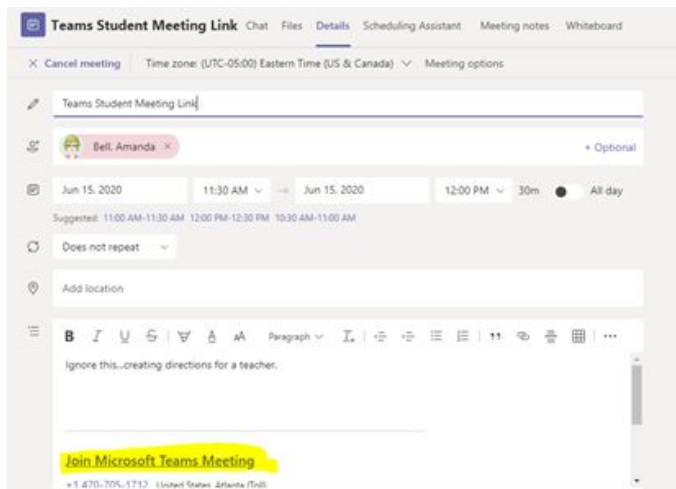 Teams Student Meeting Link Chat Files Details Scheduling Assistant Meeting notes Whiteboard
× Cancel meeting Time zone: (UTC-05:00) Eastern Time (US & Canada) Meeting options
Teams Student Meeting Link
Bell, Amanda × + Optional
Jun 15, 2020 11:30 AM → Jun 15, 2020 12:00 PM 30m All day
Suggested: 11:00 AM-11:30 AM 12:00 PM-12:30 PM 10:30 AM-11:00 AM
Does not repeat
Add location
B I U S A A AA Paragraph Ix ...
Ignore this...creating directions for a teacher.
Join Microsoft Teams Meeting
+1 470-705-1712 United States, Atlanta (Toll)